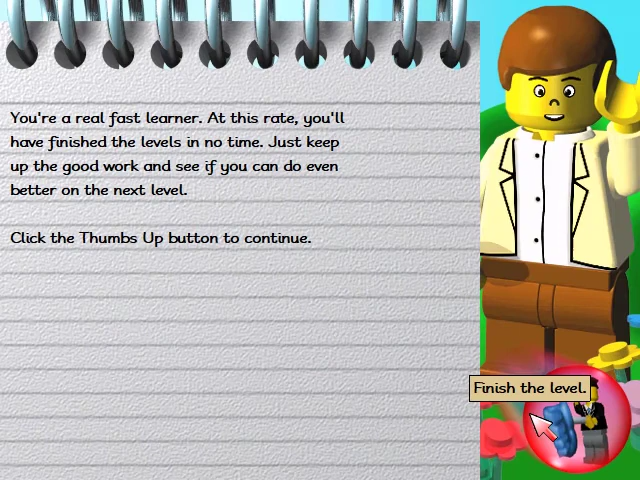 You're a real fast learner. At this rate, you'll
have finished the levels in no time. Just keep
up the good work and see if you can do even
better on the next level.
Click the Thumbs Up button to continue.
Finish the level.